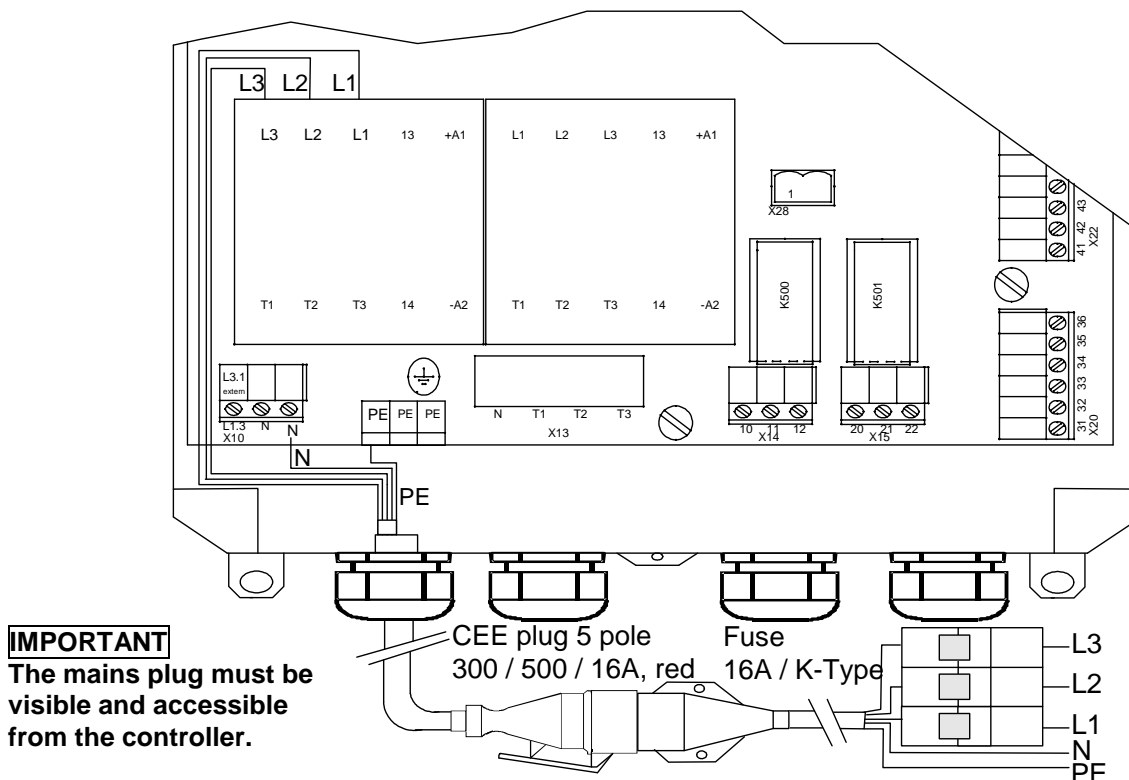 L3 L2 L1
L3 L2 L1 13 +A1
L1 L2 L3 13 +A1
1
X28
43
42
41
X22
K500
K501
T1 T2 T3 14 -A2
T1 T2 T3 14 -A2
36
35
34
33
32
31
X20
L3.1
extern
L1.3 N N
X10
PE PE PE
N T1 T2 T3
X13
10 11 12
X14
20 21 22
X15
N
PE
IMPORTANT
The mains plug must be
visible and accessible
from the controller.
CEE plug 5 pole
300 / 500 / 16A, red
Fuse
16A / K-Type
L3
L2
L1
N
PE